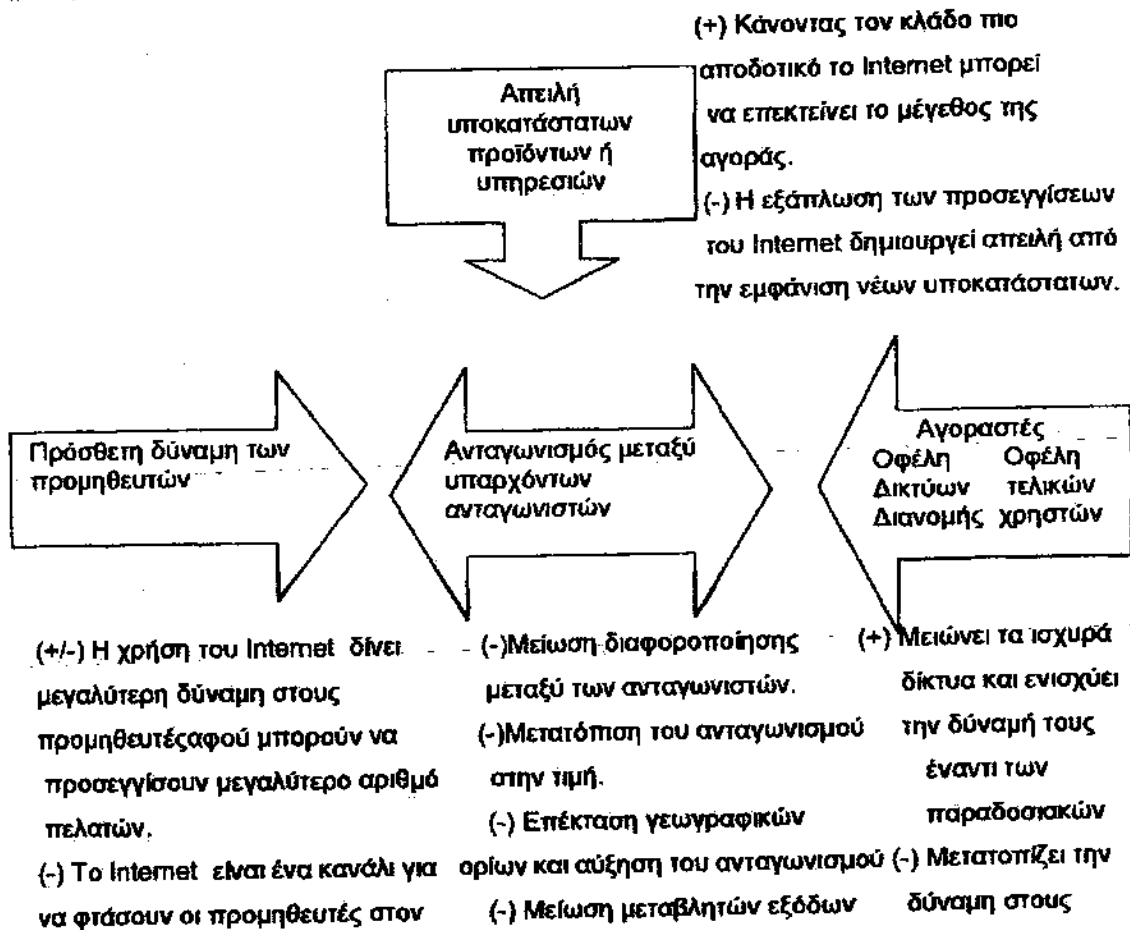 (+) Κάνοντας τον κλάδο πιο
αποδοτικό το Internet μπορεί
να επεκτείνει το μέγεθος της
αγοράς.
(-) Η εξάπλωση των προσεγγίσεων
του Internet δημιουργεί απειλή από
την εμφάνιση νέων υποκατάστατων.
Απειλή
υποκατάστατων
προϊόντων ή
υπηρεσιών
Πρόσθετη δύναμη των
προμηθευτών
Ανταγωνισμός μεταξύ
υπαρχόντων
ανταγωνιστών
Αγοραστές
Οφέλη Οφέλη
Δικτύων τελικών
Διανομής χρηστών
(+/-) Η χρήση του Internet δίνει
μεγαλύτερη δύναμη στους
προμηθευτέςαφού μπορούν να
προσεγγίσουν μεγαλύτερο αριθμό
πελατών.
(-) Το Internet είναι ένα κανάλι για
να φτάσουν οι προμηθευτές στον
(-)Μείωση διαφοροποίησης
μεταξύ των ανταγωνιστών.
(-)Μετατόπιση του ανταγωνισμού
στην τιμή.
(-) Επέκταση γεωγραφικών
ορίων και αύξηση του ανταγωνισμού
(-) Μείωση μεταβλητών εξόδων
(+) Μειώνει τα ισχυρά
δίκτυα και ενισχύει
την δύναμή τους
έναντι των
παραδοσιακών
(-) Μετατοπίζει την
δύναμη στους